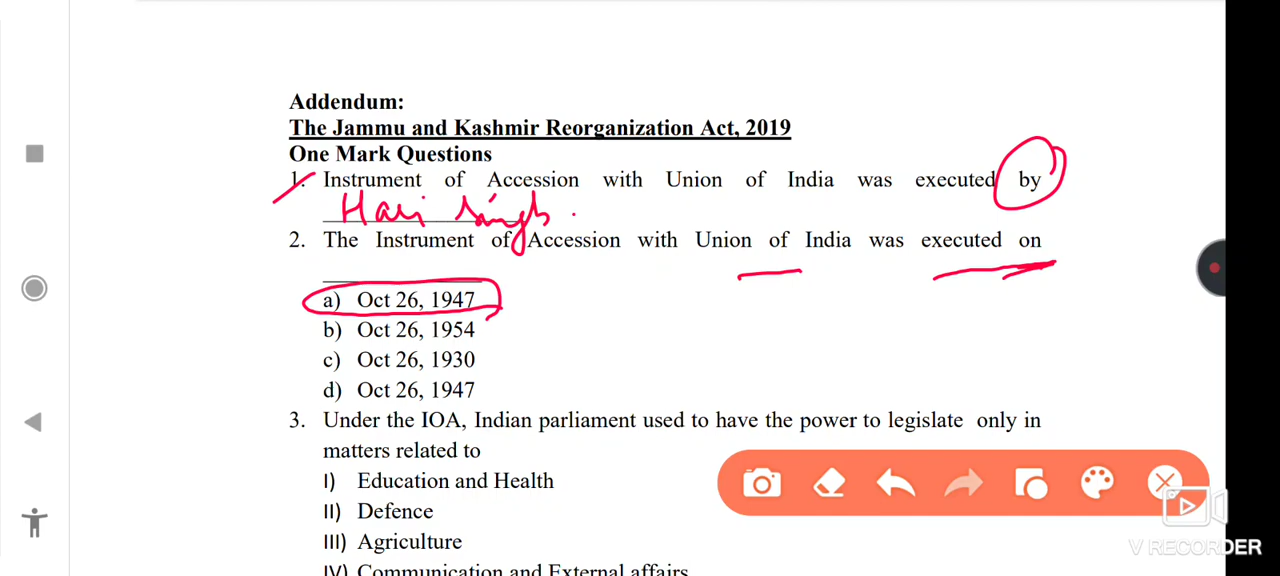 Addendum:
The Jammu and Kashmir Reorganization Act, 2019
One Mark Questions
1. Instrument of Accession with Union of India was executed by
Hari Singh.
2. The Instrument of Accession with Union of India was executed on
a) Oct 26, 1947
b) Oct 26, 1954
c) Oct 26, 1930
d) Oct 26, 1947
3. Under the IOA, Indian parliament used to have the power to legislate only in
matters related to
I) Education and Health
II) Defence
III) Agriculture
IV) Communication and External affairs
V RECORDER